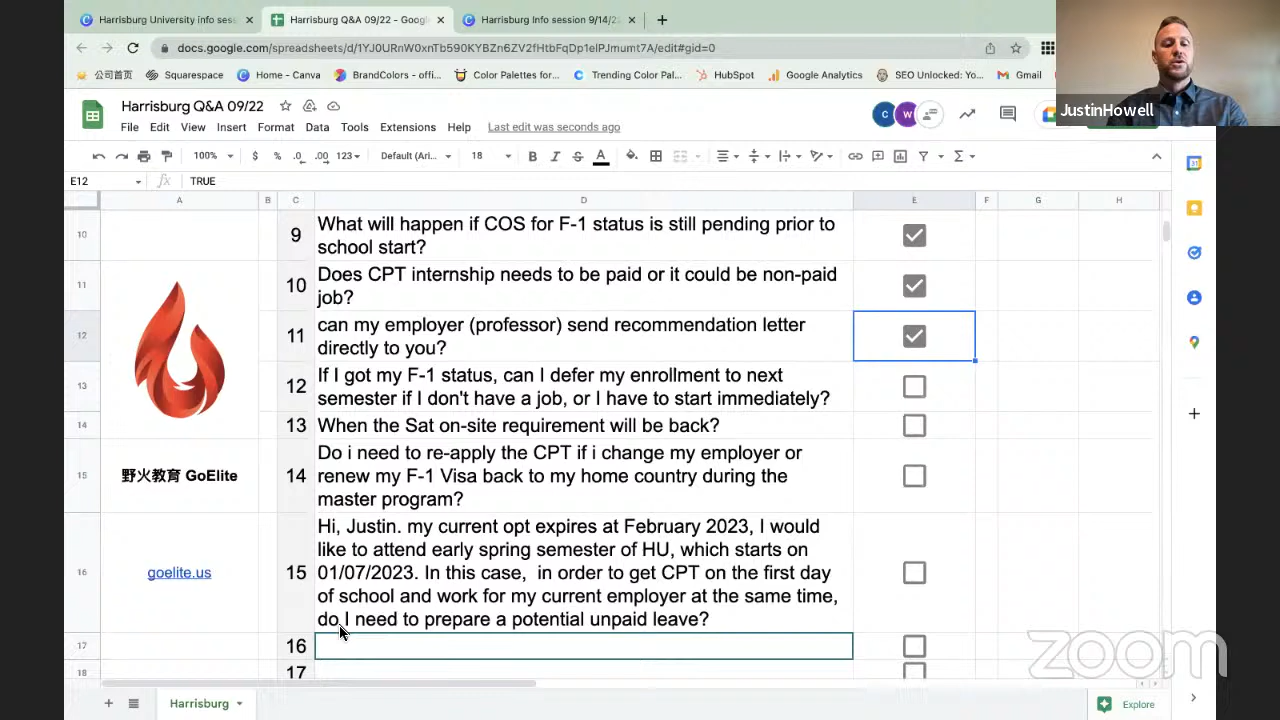 Harrisburg University info sess
Harrisburg Q&A 09/22 - Google
Harrisburg Info session 9/14/22
docs.google.com/spreadsheets/d/1YJ0URnW0xnTb590KYBZn6ZV2fHtbFqDp1elPJmumt7A/edit#gid=0
公司首页
Squarespace
Home - Canva
BrandColors - offi...
Color Palettes for...
Trending Color Pal...
HubSpot
Google Analytics
SEO Unlocked: Yo...
Gmail
JustinHowell
Harrisburg Q&A 09/22
C
W
File Edit View Insert Format Data Tools Extensions Help Last edit was seconds ago
100% $ % .0 .00 123 Default (Ari... 18 B I S A
E12 fx TRUE
A B C D E F G H
10 9 What will happen if COS for F-1 status is still pending prior to
school start?
11 10 Does CPT internship needs to be paid or it could be non-paid
job?
12 11 can my employer (professor) send recommendation letter
directly to you?
13 12 If I got my F-1 status, can I defer my enrollment to next
semester if I don't have a job, or I have to start immediately?
14 13 When the Sat on-site requirement will be back?
15 野火教育 GoElite 14 Do i need to re-apply the CPT if i change my employer or
renew my F-1 Visa back to my home country during the
master program?
16 goelite.us 15 Hi, Justin. my current opt expires at February 2023, I would
like to attend early spring semester of HU, which starts on
01/07/2023. In this case, in order to get CPT on the first day
of school and work for my current employer at the same time,
do I need to prepare a potential unpaid leave?
17 16
18 17
zoom
Harrisburg
Explore